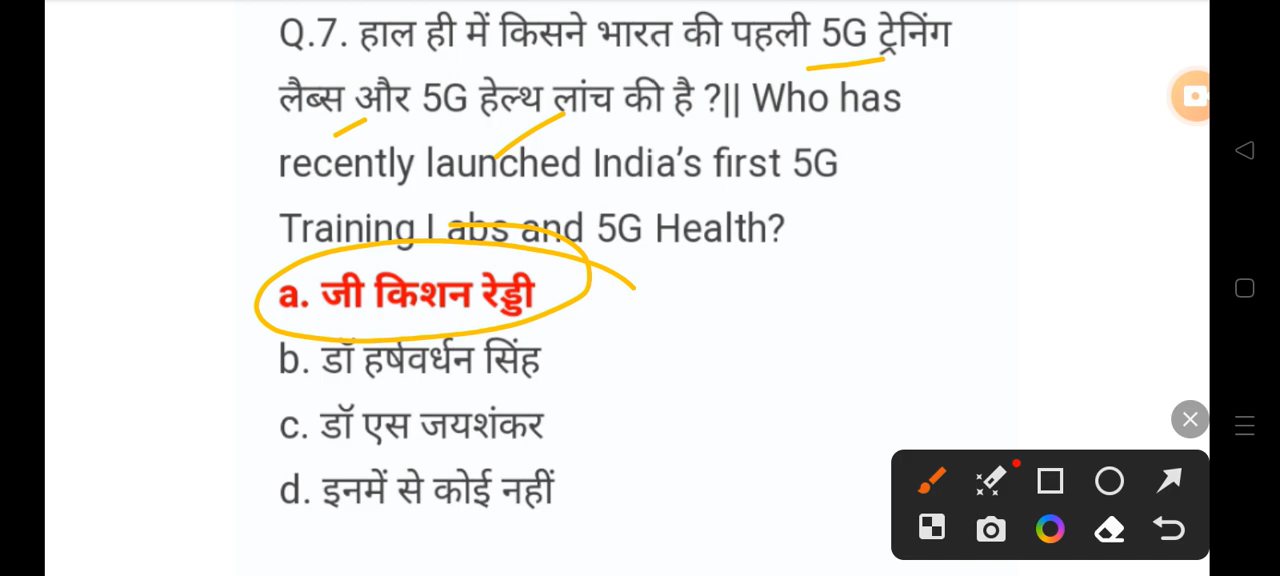 Q.7. हाल ही में किसने भारत की पहली 5G ट्रेनिंग
लैब्स और 5G हेल्थ लांच की है ?|| Who has
recently launched India’s first 5G
Training Labs and 5G Health?
a. जी किशन रेड्डी
b. डॉ हर्षवर्धन सिंह
c. डॉ एस जयशंकर
d. इनमें से कोई नहीं